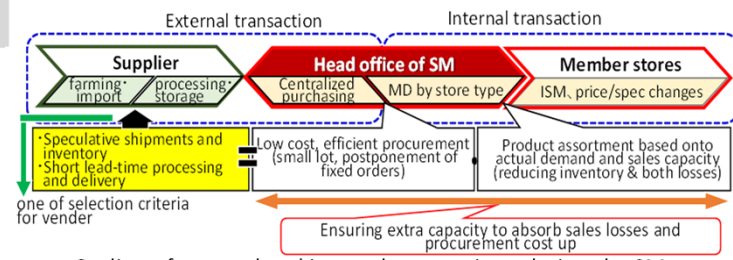 External transaction
Internal transaction
Supplier
farming・
import
processing・
storage
Head office of SM
Centralized
purchasing
MD by store type
Member stores
ISM、price/spec changes
・Speculative shipments and
inventory
・Short lead-time processing
and delivery
Low cost, efficient procurement
(small lot, postponement of
fixed orders)
Product assortment based onto
actual demand and sales capacity
(reducing inventory & both losses)
one of selection criteria
for vender
Ensuring extra capacity to absorb sales losses and
procurement cost up